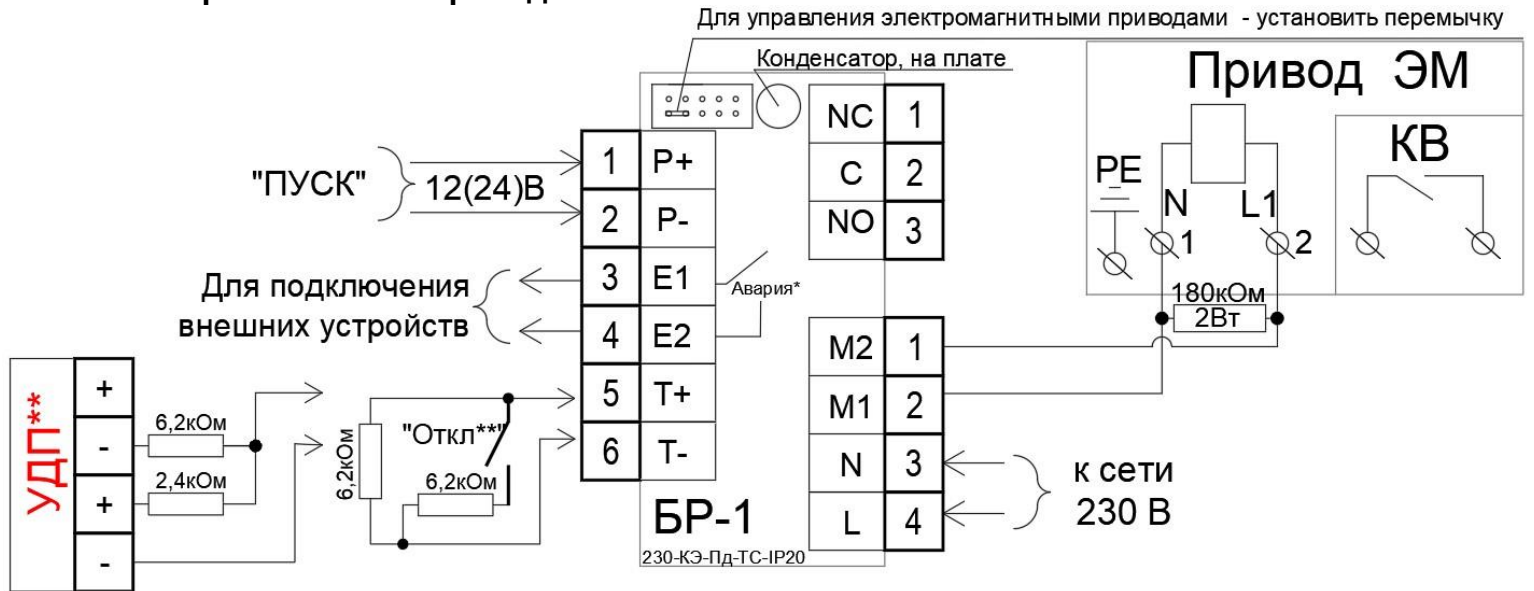 Для управления электромагнитными приводами - установить перемычку
Конденсатор, на плате
Привод ЭМ
КВ
PE
N
L1
1
2
180кОм
2Вт
NC 1
C 2
NO 3
"ПУСК"
12(24)В
1 P+
2 P-
3 E1
4 E2
5 T+
6 T-
Авария*
Для подключения
внешних устройств
M2 1
M1 2
N 3
L 4
к сети
230 В
УДП**
+
-
+
-
6,2кОм
2,4кОм
6,2кОм
"Откл**"
6,2кОм
БР-1
230-КЭ-Пд-ТС-IP20